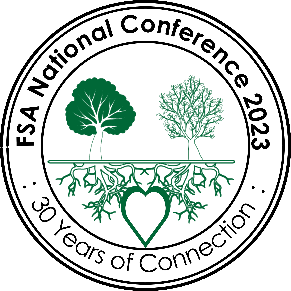 FSA National Conference 2023
: 30 Years of Connection :